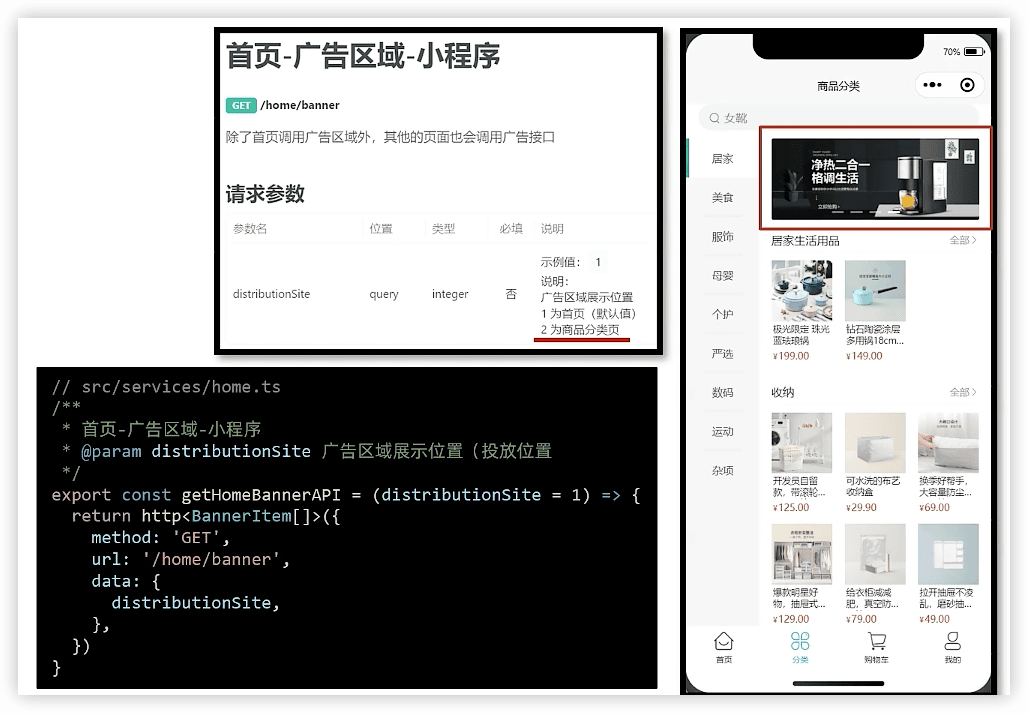 首页-广告区域-小程序
GET /home/banner
除了首页调用广告区域外，其他的页面也会调用广告接口
请求参数
参数名 位置 类型 必填 说明
distributionSite query integer 否 示例值： 1
说明：
广告区域展示位置
1 为首页（默认值）
2 为商品分类页
// src/services/home.ts
/**
* 首页-广告区域-小程序
* @param distributionSite 广告区域展示位置（投放位置
*/
export const getHomeBannerAPI = (distributionSite = 1) => {
return http<BannerItem[]>({
method: 'GET',
url: '/home/banner',
data: {
distributionSite,
},
})
}
70%
商品分类
女靴
居家
美食
服饰
母婴
个护
严选
数码
运动
杂项
净热二合一
格调生活
立即抢购
居家生活用品 全部
极光限定 珠光
蓝珐琅锅
¥199.00
钻石陶瓷涂层
多用锅18cm...
¥149.00
收纳 全部
开发员自留
款，带滚轮...
¥125.00
可水洗的布艺
收纳盒
¥29.90
换季好帮手，
大容量防尘...
¥69.00
爆款明星好
物，抽屉式...
¥129.00
给衣柜减减
肥，真空防...
¥79.00
拉开抽屉不凌
乱，磨砂抽...
¥49.00
首页 分类 购物车 我的